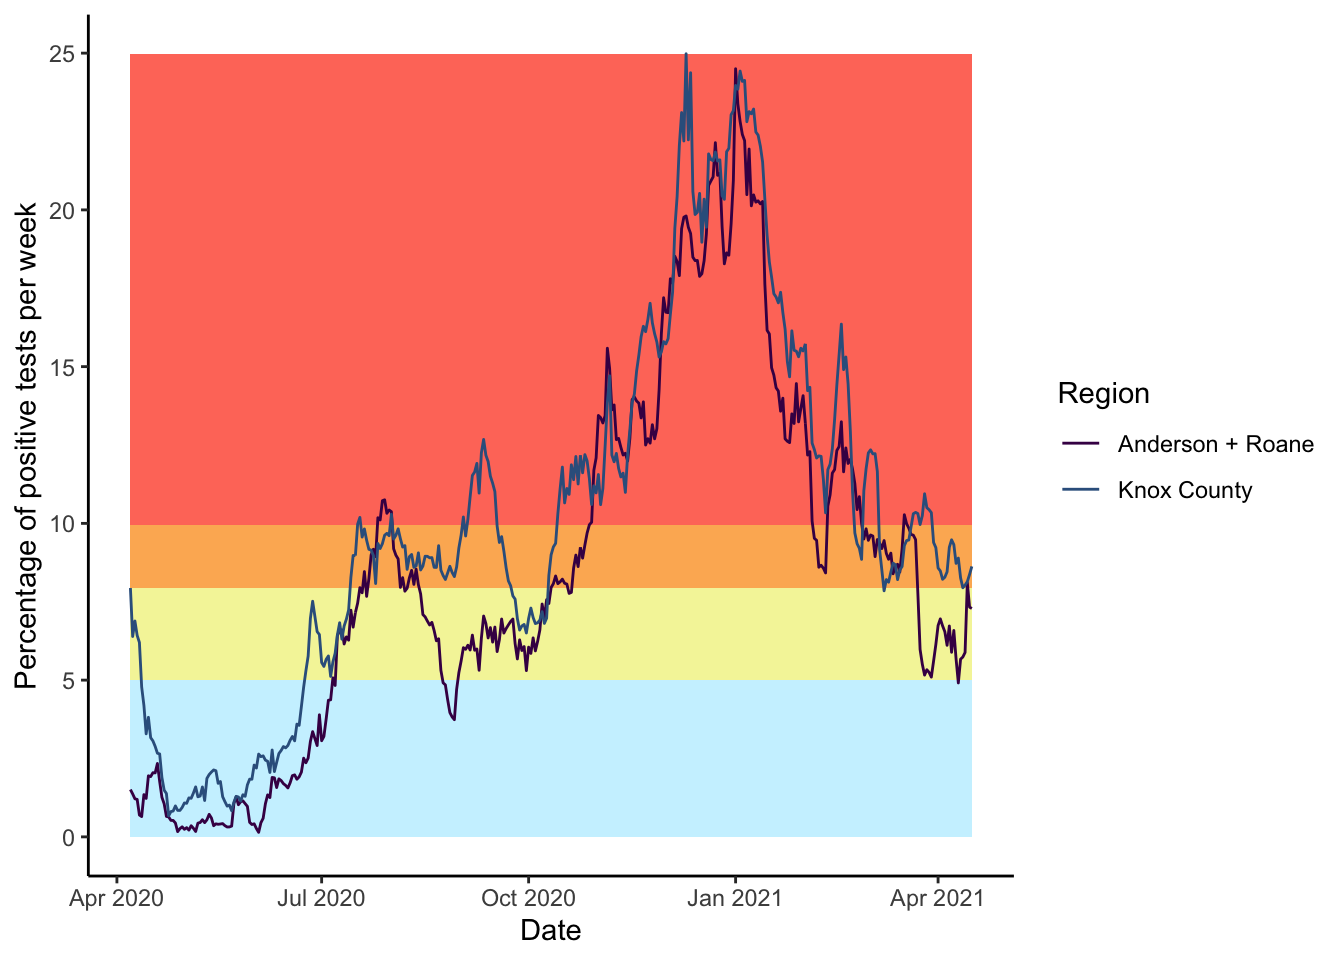 Percentage of positive tests per week
25
20
15
10
5
0
Apr 2020
Jul 2020
Oct 2020
Jan 2021
Apr 2021
Date
Region
Anderson + Roane
Knox County